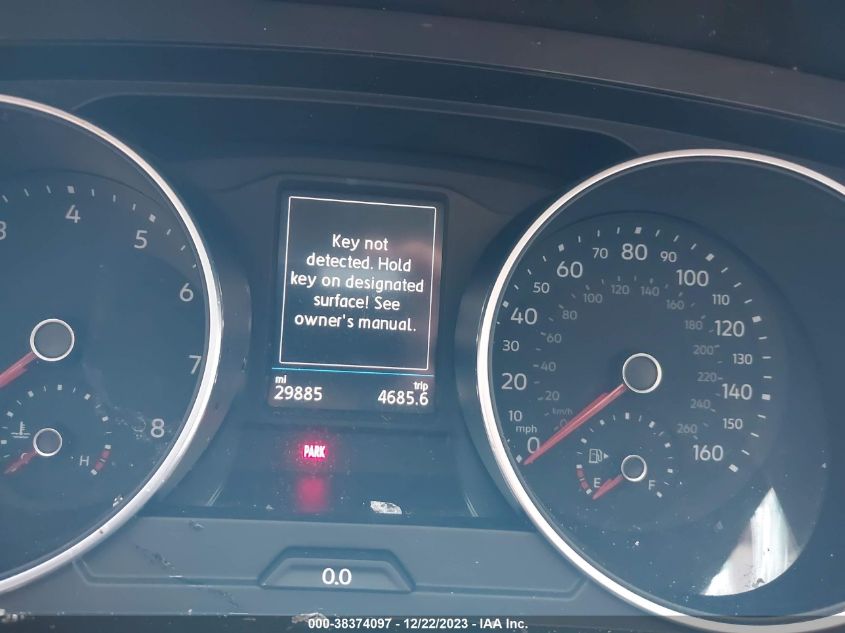 3
4
5
6
7
8
C
H
Key not
detected. Hold
key on designated
surface! See
owner's manual.
mi
29885
trip
4685.6
PARK
0.0
0
10
20
30
40
50
60
70
80
90
100
110
120
130
140
150
160
mph
km/h
0
20
40
60
80
100
120
140
160
180
200
220
240
260
E
F
000-38374097 - 12/22/2023 - IAA Inc.